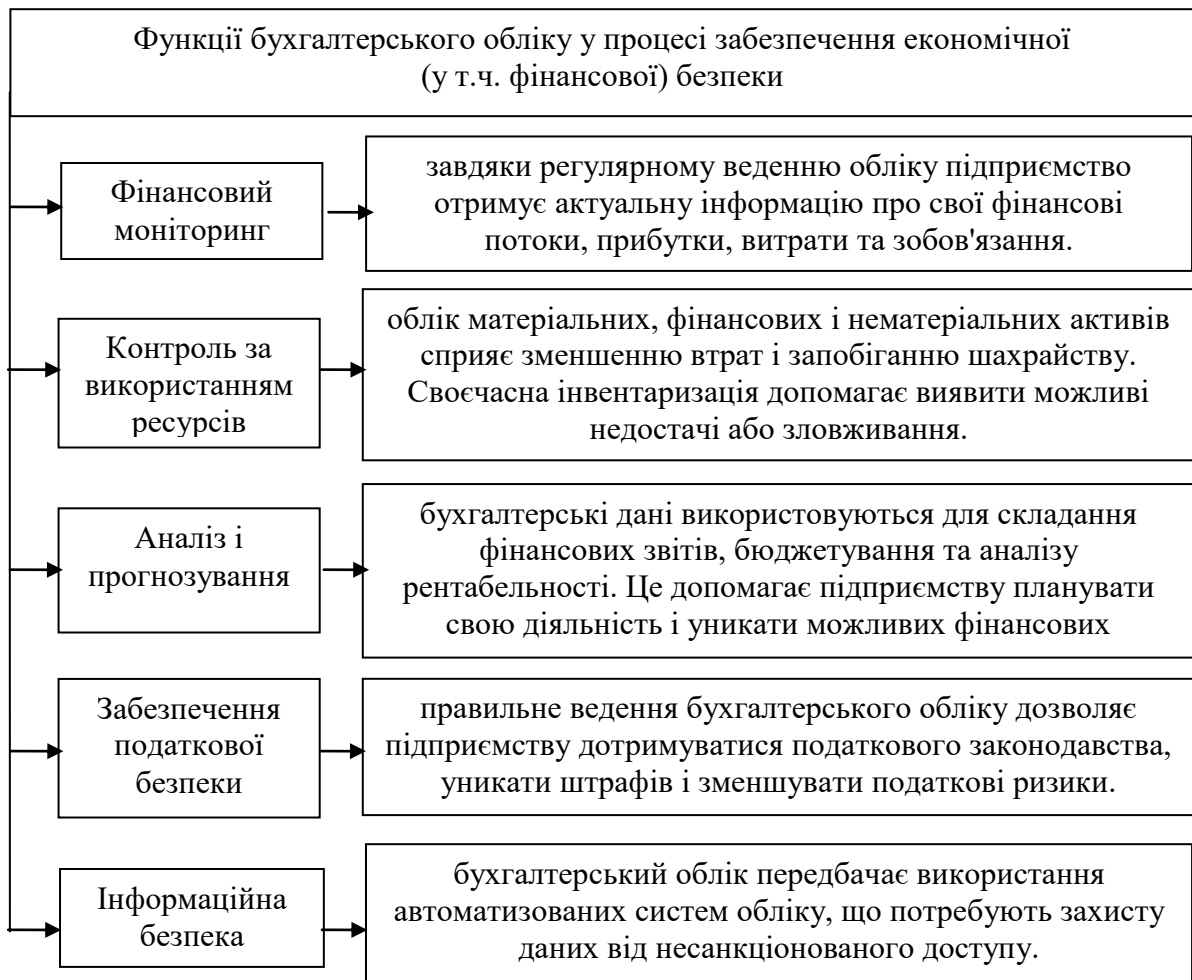 Функції бухгалтерського обліку у процесі забезпечення економічної
(у т.ч. фінансової) безпеки
Фінансовий
моніторинг
завдяки регулярному веденню обліку підприємство
отримує актуальну інформацію про свої фінансові
потоки, прибутки, витрати та зобов'язання.
Контроль за
використанням
ресурсів
облік матеріальних, фінансових і нематеріальних активів
сприяє зменшенню втрат і запобіганню шахрайству.
Своєчасна інвентаризація допомагає виявити можливі
недостачі або зловживання.
Аналіз і
прогнозування
бухгалтерські дані використовуються для складання
фінансових звітів, бюджетування та аналізу
рентабельності. Це допомагає підприємству планувати
свою діяльність і уникати можливих фінансових
Забезпечення
податкової
безпеки
правильне ведення бухгалтерського обліку дозволяє
підприємству дотримуватися податкового законодавства,
уникати штрафів і зменшувати податкові ризики.
Інформаційна
безпека
бухгалтерський облік передбачає використання
автоматизованих систем обліку, що потребують захисту
даних від несанкціонованого доступу.